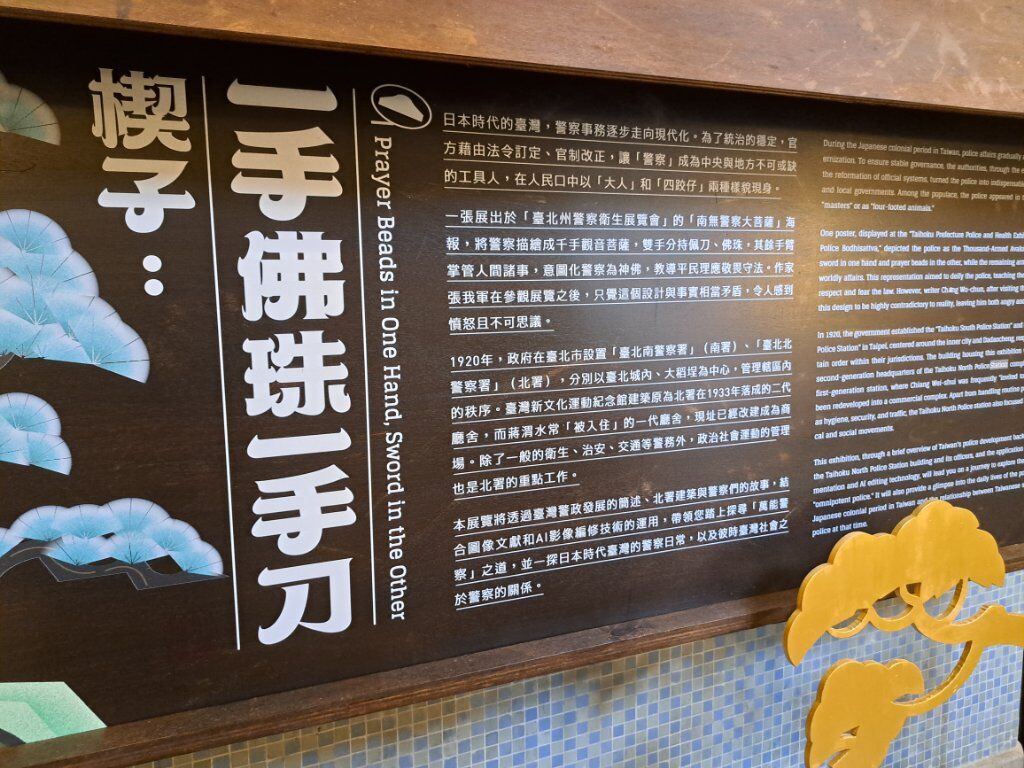 楔子：
一手佛珠一手刀
Prayer Beads in One Hand, Sword in the Other
日本時代的臺灣，警察事務逐步走向現代化。為了統治的穩定，官
方藉由法令訂定、官制改正，讓「警察」成為中央與地方不可或缺
的工具人，在人民口中以「大人」和「四跤仔」兩種樣貌現身。
一張展出於「臺北州警察衛生展覽會」的「南無警察大菩薩」海
報，將警察描繪成千手觀音菩薩，雙手分持佩刀、佛珠，其餘手臂
掌管人間諸事，意圖化警察為神佛，教導平民理應敬畏守法。作家
張我軍在參觀展覽之後，只覺這個設計與事實相當矛盾，令人感到
憤怒且不可思議。
1920年，政府在臺北市設置「臺北南警察署」（南署）、「臺北北
警察署」（北署），分別以臺北城內、大稻埕為中心，管理轄區內
的秩序。臺灣新文化運動紀念館建築原為北署在1933年落成的二代
廳舍，而蔣渭水常「被入住」的一代廳舍，現址已經改建成為商
場。除了一般的衛生、治安、交通等警務外，政治社會運動的管理
也是北署的重點工作。
本展覽將透過臺灣警政發展的簡述、北署建築與警察們的故事，結
合圖像文獻和AI影像編修技術的運用，帶領您踏上探尋「萬能警
察」之道，並一探日本時代臺灣的警察日常，以及彼時臺灣社會之
於警察的關係。
During the Japanese colonial period in Taiwan, police affairs gradually
ernization. To ensure stable governance, the authorities, through the
the reformation of official systems, turned the police into
and local governments. Among the populace, the police appeared in
"masters" or as "four-footed animals."
One poster, displayed at the "Taihoku Prefecture Police and Health
Police Bodhisattva," depicted the police as the Thousand-Armed
sword in one hand and prayer beads in the other, while the remaining
worldly affairs. This representation aimed to deify the police, teaching
respect and fear the law. However, writer Chang Wo-chun, after visiting
this design to be highly contradictory to reality, leaving him both angry and
In 1920, the government established the "Taihoku South Police Station" and
Police Station" in Taipei, centered around the inner city and Dadaocheng,
tain order within their jurisdictions. The building housing this exhibition
second-generation headquarters of the Taihoku North Police Station
first-generation station, where Chiang Wei-shui was frequently "lodged
been redeveloped into a commercial complex. Apart from handling routine
as hygiene, security, and traffic, the Taihoku North Police station also focused
cal and social movements.
This exhibition, through a brief overview of Taiwan's police development
the Taihoku North Police Station building and its officers, and the application
mentation and AI editing technology, will lead you on a journey to explore the
"omnipotent police." It will also provide a glimpse into the daily lives of
Japanese colonial period in Taiwan relationship between Taiwanese
police at that time.